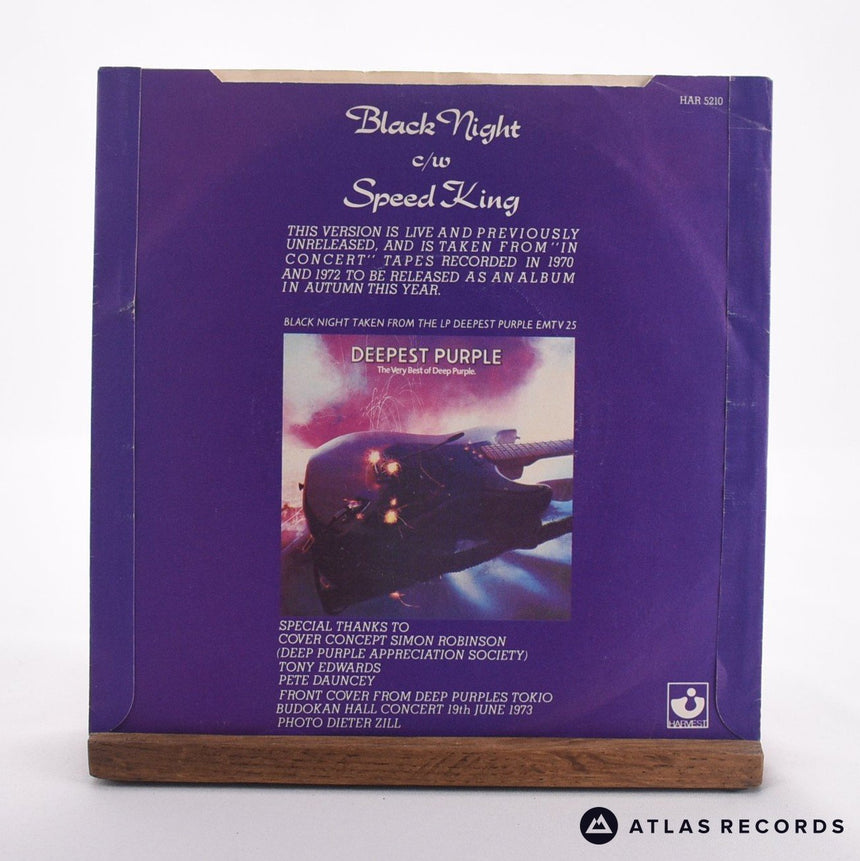 HAR 5210
Black Night
c/w
Speed King
THIS VERSION IS LIVE AND PREVIOUSLY
UNRELEASED, AND IS TAKEN FROM "IN
CONCERT" TAPES RECORDED IN 1970
AND 1972 TO BE RELEASED AS AN ALBUM
IN AUTUMN THIS YEAR.
BLACK NIGHT TAKEN FROM THE LP DEEPEST PURPLE EMTV 25
DEEPEST PURPLE
The Very Best of Deep Purple.
SPECIAL THANKS TO
COVER CONCEPT SIMON ROBINSON
(DEEP PURPLE APPRECIATION SOCIETY)
TONY EDWARDS
PETE DAUNCEY
FRONT COVER FROM DEEP PURPLES TOKIO
BUDOKAN HALL CONCERT 19th JUNE 1973
PHOTO DIETER ZILL
HARVEST
ATLAS RECORDS